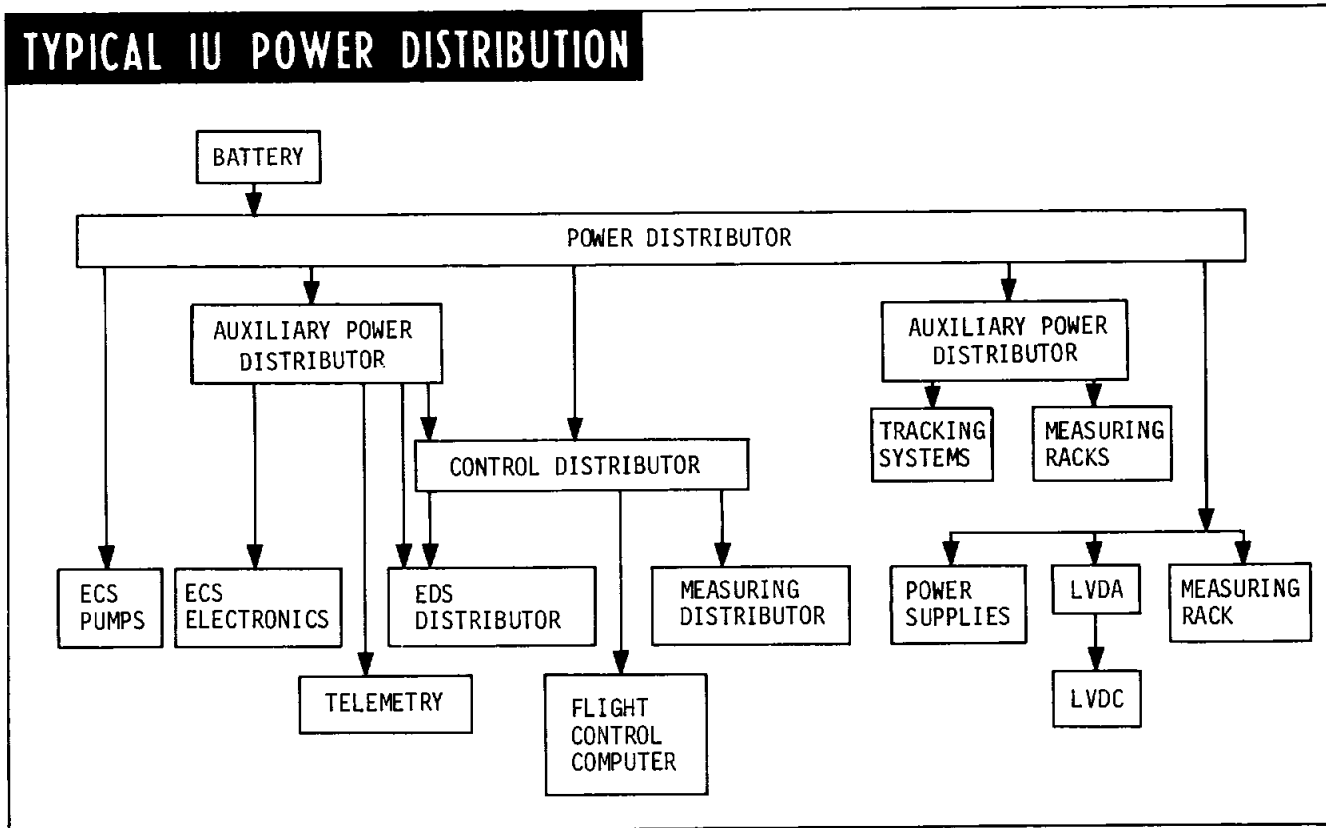 TYPICAL IU POWER DISTRIBUTION
BATTERY
POWER DISTRIBUTOR
AUXILIARY POWER
DISTRIBUTOR
AUXILIARY POWER
DISTRIBUTOR
TRACKING
SYSTEMS
MEASURING
RACKS
CONTROL DISTRIBUTOR
ECS
PUMPS
ECS
ELECTRONICS
EDS
DISTRIBUTOR
MEASURING
DISTRIBUTOR
POWER
SUPPLIES
LVDA
MEASURING
RACK
TELEMETRY
FLIGHT
CONTROL
COMPUTER
LVDC